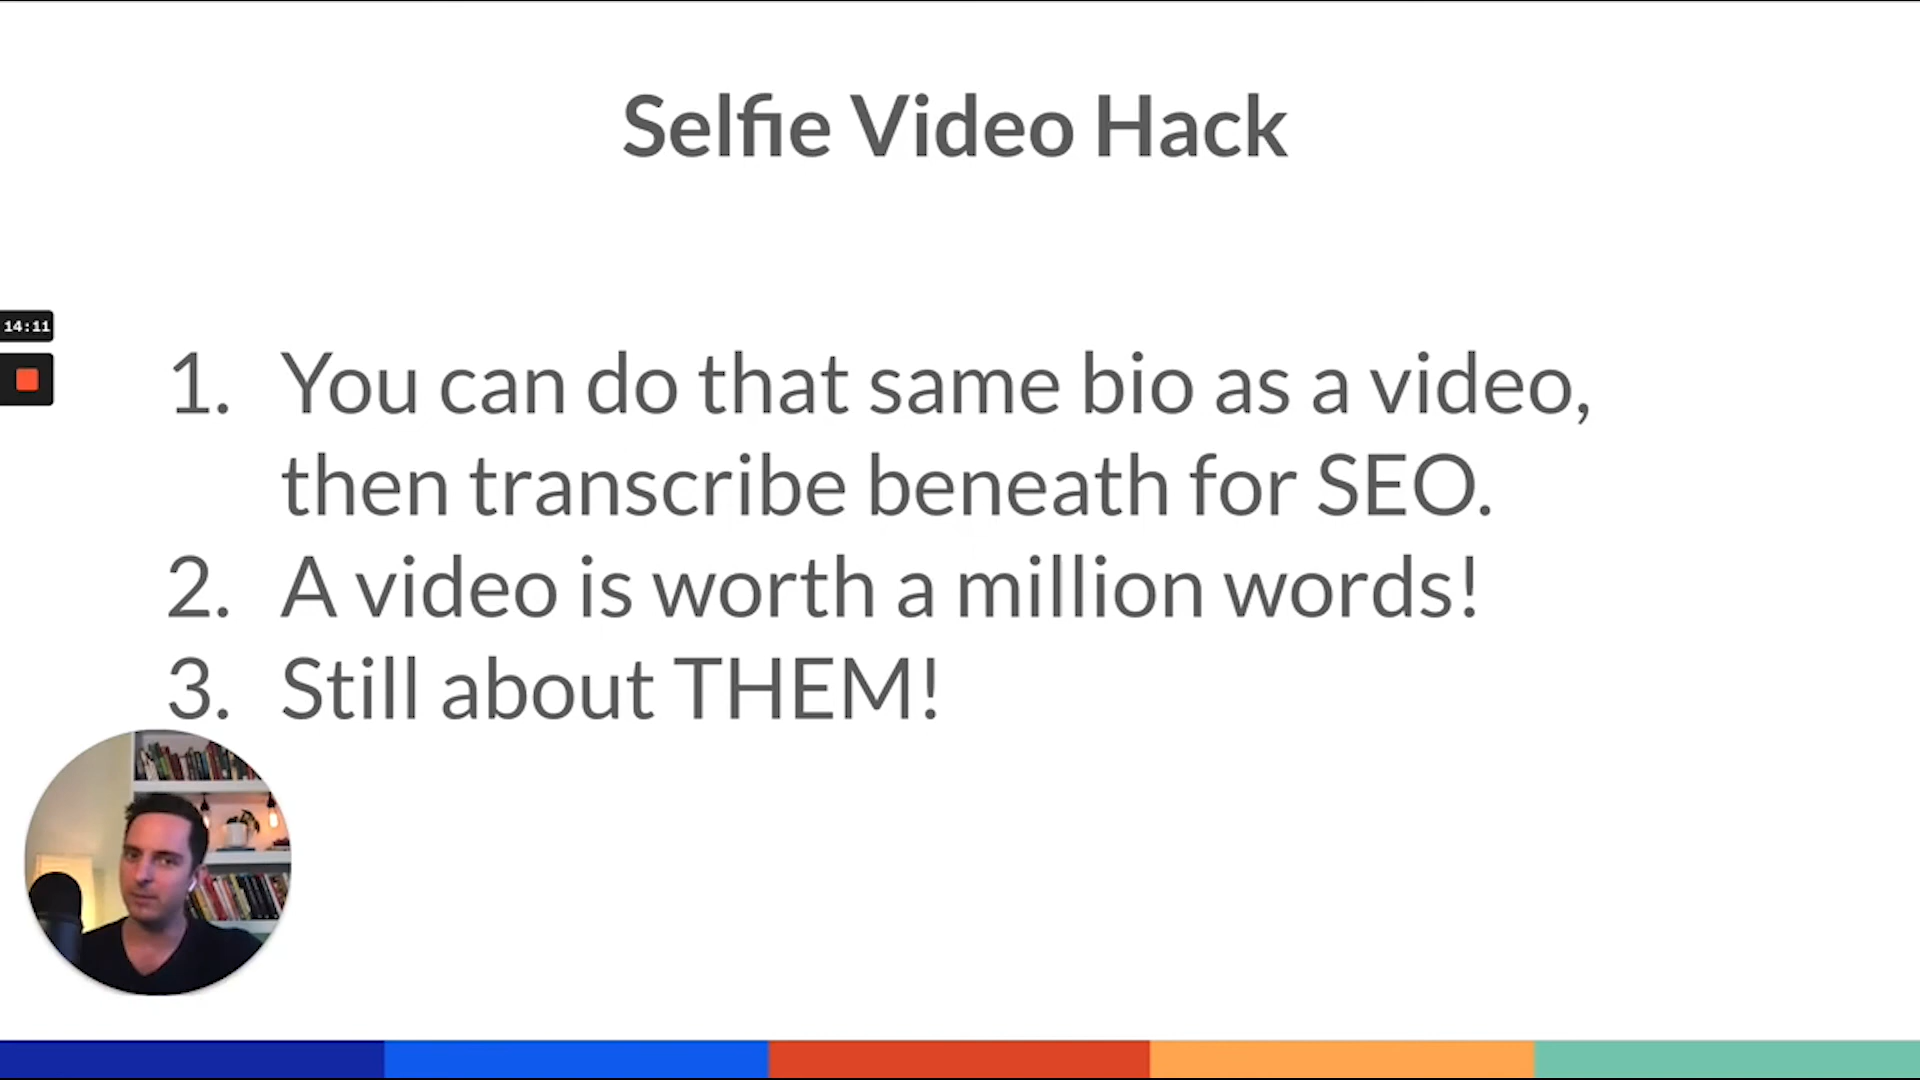 Selfie Video Hack
14:11
1. You can do that same bio as a video,
then transcribe beneath for SEO.
2. A video is worth a million words!
3. Still about THEM!